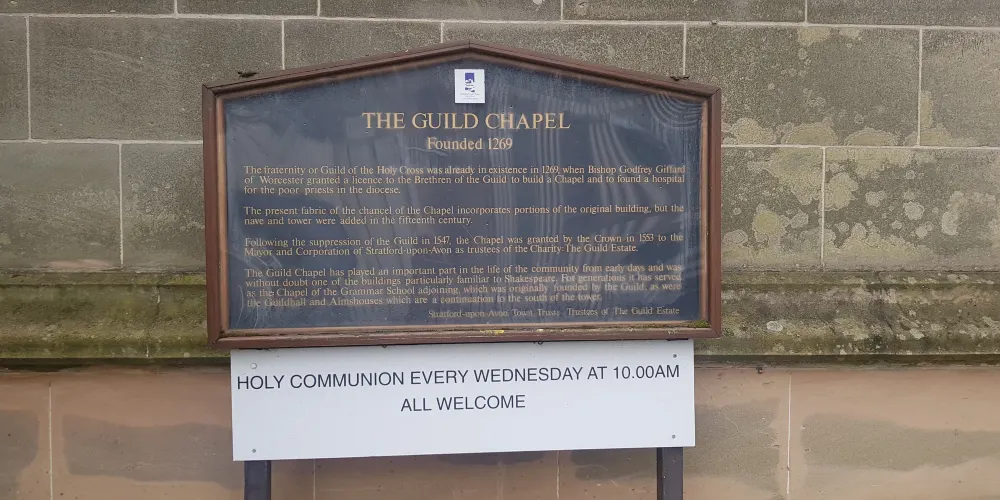 THE GUILD CHAPEL
Founded 1269
The fraternity or Guild of the Holy Cross was already in existence in 1269, when Bishop Godfrey Giffard
of Worcester granted a licence to the Brethren of the Guild to build a Chapel and to found a hospital
for the poor priests in the diocese.
The present fabric of the chancel of the Chapel incorporates portions of the original building, but the
nave and tower were added in the fifteenth century.
Following the suppression of the Guild in 1547, the Chapel was granted by the Crown in 1553 to the
Mayor and Corporation of Stratford-upon-Avon as trustees of the Charity The Guild Estate.
The Guild Chapel has played an important part in the life of the community from early days and was
without doubt one of the buildings particularly familiar to Shakespeare. For generations it has served
as the Chapel of the Grammar School adjoining, which was originally founded by the Guild, as were
the Guildhall and Almshouses which are a continuation to the south of the tower.
Stratford-upon-Avon Town Trust - Trustees of The Guild Estate
HOLY COMMUNION EVERY WEDNESDAY AT 10.00AM
ALL WELCOME